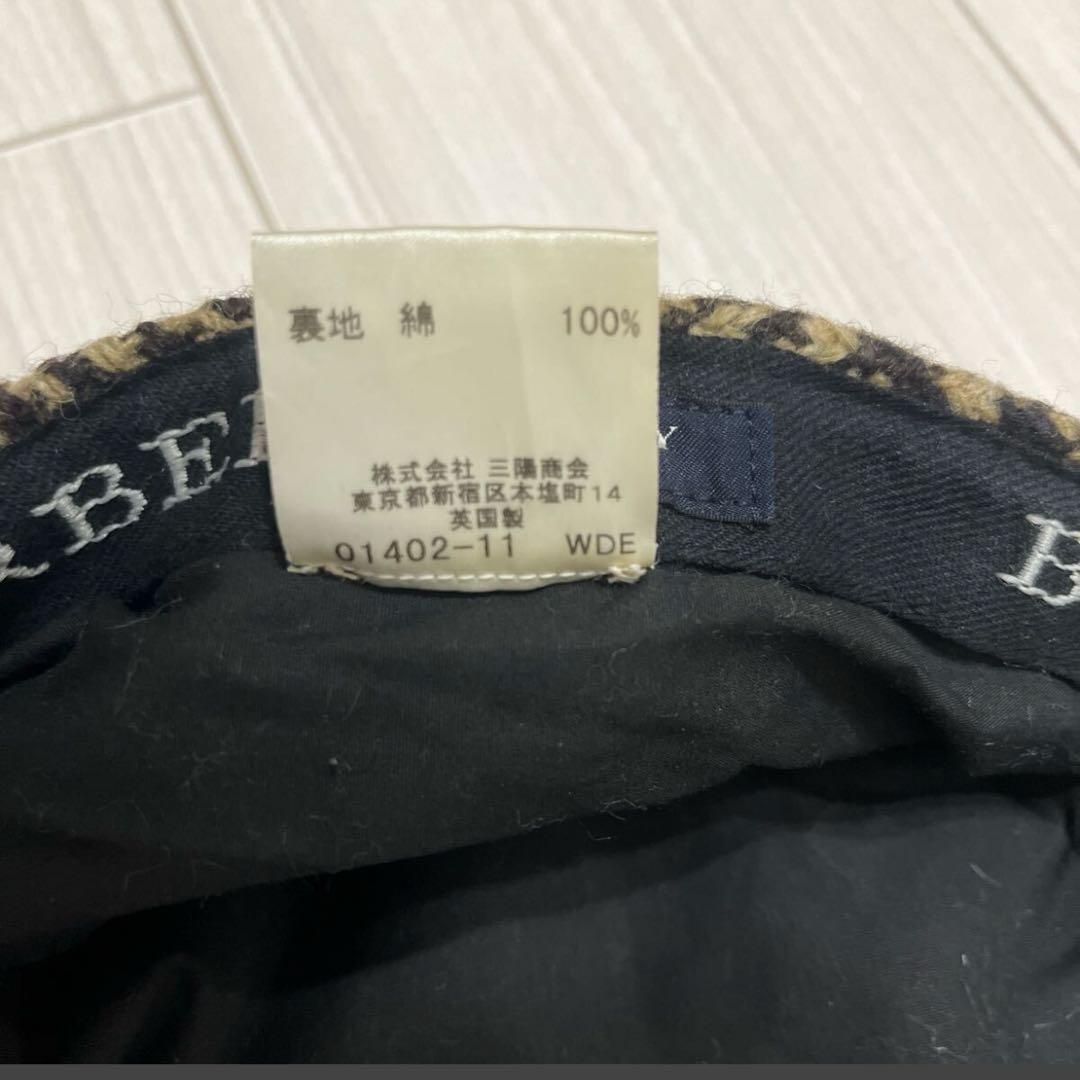 裏地 綿 100%
株式会社 三陽商会
東京都新宿区本塩町14
英国製
01402-11 WDE